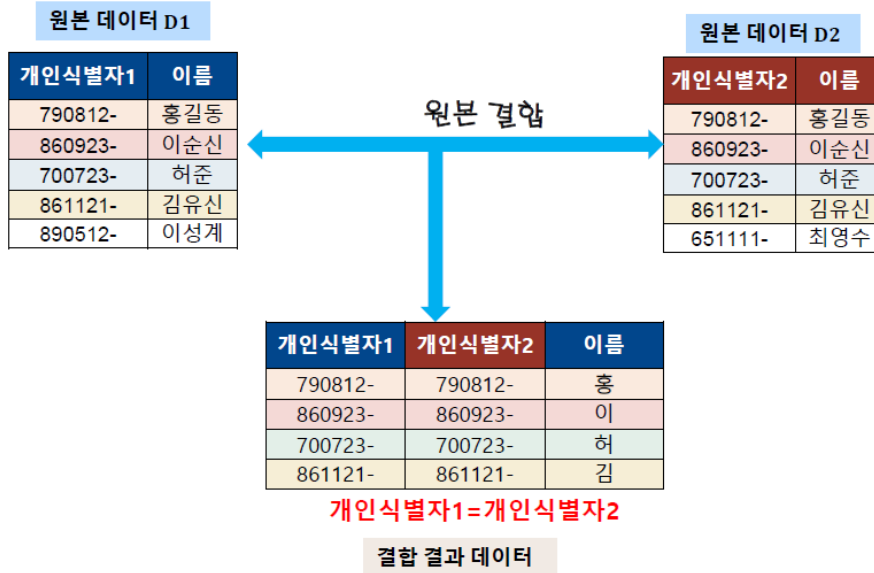 원본 데이터 D1
개인식별자1 이름
790812- 홍길동
860923- 이순신
700723- 허준
861121- 김유신
890512- 이성계
원본 결합
원본 데이터 D2
개인식별자2 이름
790812- 홍길동
860923- 이순신
700723- 허준
861121- 김유신
651111- 최영수
개인식별자1 개인식별자2 이름
790812- 790812- 홍
860923- 860923- 이
700723- 700723- 허
861121- 861121- 김
개인식별자1=개인식별자2
결합 결과 데이터